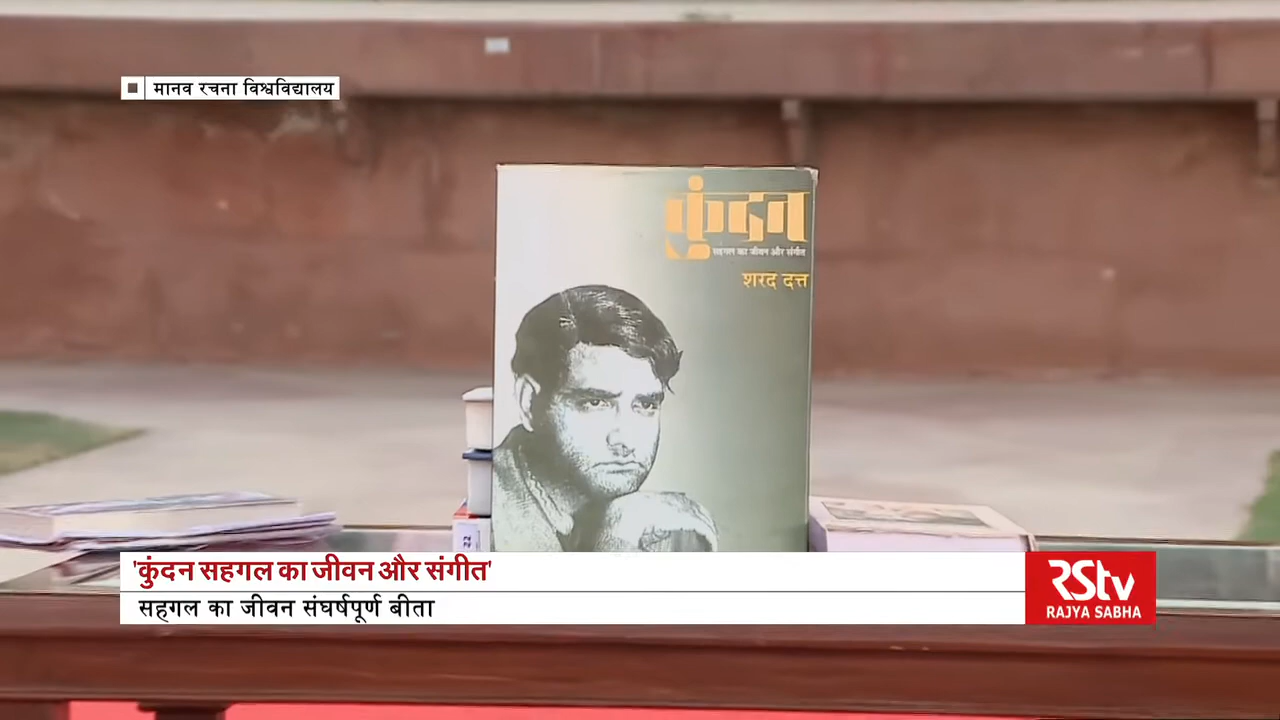 मानव रचना विश्वविद्यालय
कुंदन
सहगल का जीवन और संगीत
शरद दत्त
22
'कुंदन सहगल का जीवन और संगीत'
सहगल का जीवन संघर्षपूर्ण बीता
RStv
RAJYA SABHA